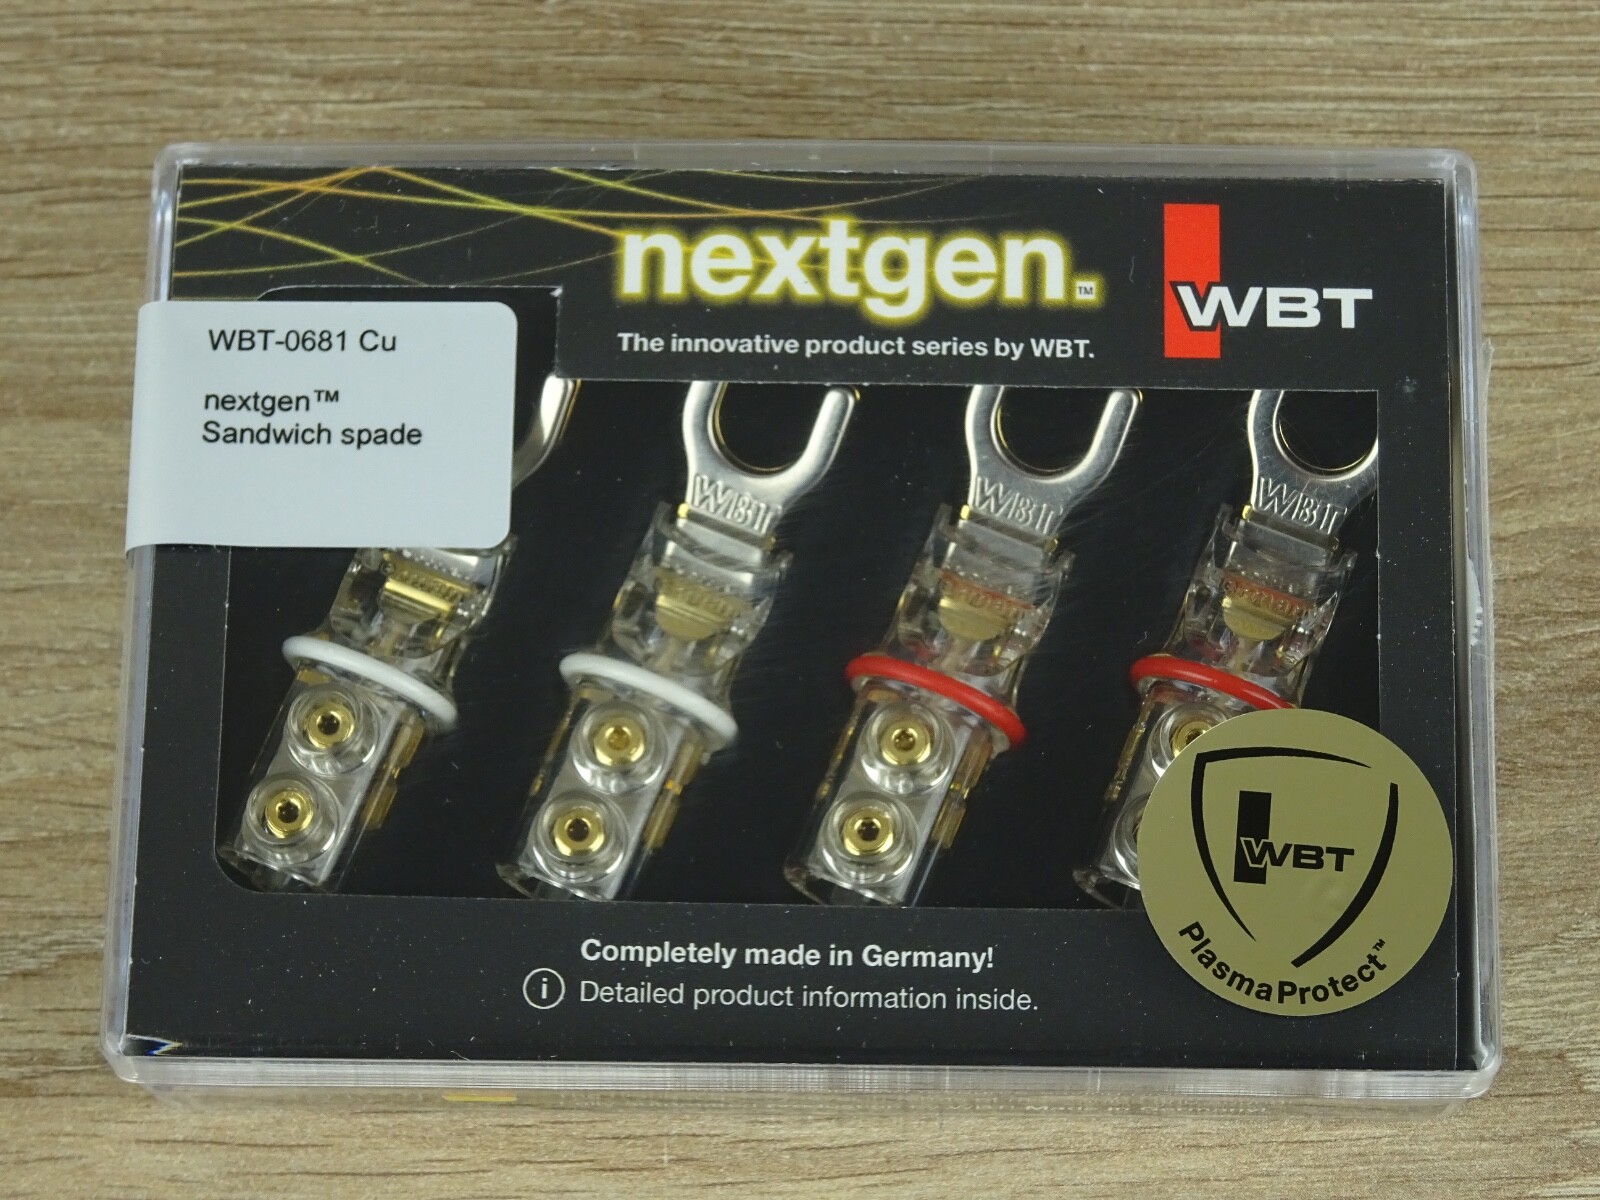 nextgen™
WBT
The innovative product series by WBT.
WBT-0681 Cu
nextgen™
Sandwich spade
WBT
WBT
WBT
WBT
PlasmaProtect™
Completely made in Germany!
i Detailed product information inside.